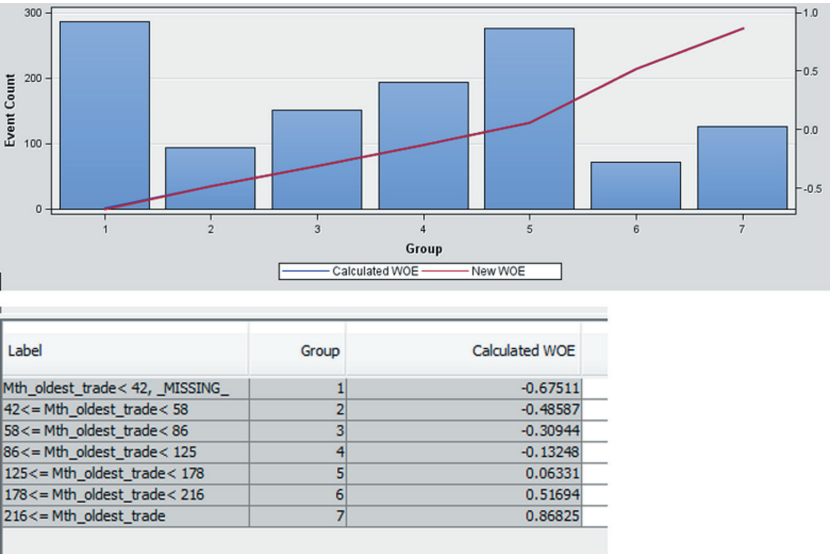 300
200
100
0
Event Count
1.0
0.5
0.0
-0.5
1 2 3 4 5 6 7
Group
Calculated WOE New WOE
Label Group Calculated WOE
Mth_oldest_trade< 42, _MISSING_ 1 -0.67511
42<= Mth_oldest_trade< 58 2 -0.48587
58<= Mth_oldest_trade< 86 3 -0.30944
86<= Mth_oldest_trade< 125 4 -0.13248
125<= Mth_oldest_trade< 178 5 0.06331
178<= Mth_oldest_trade< 216 6 0.51694
216<= Mth_oldest_trade 7 0.86825